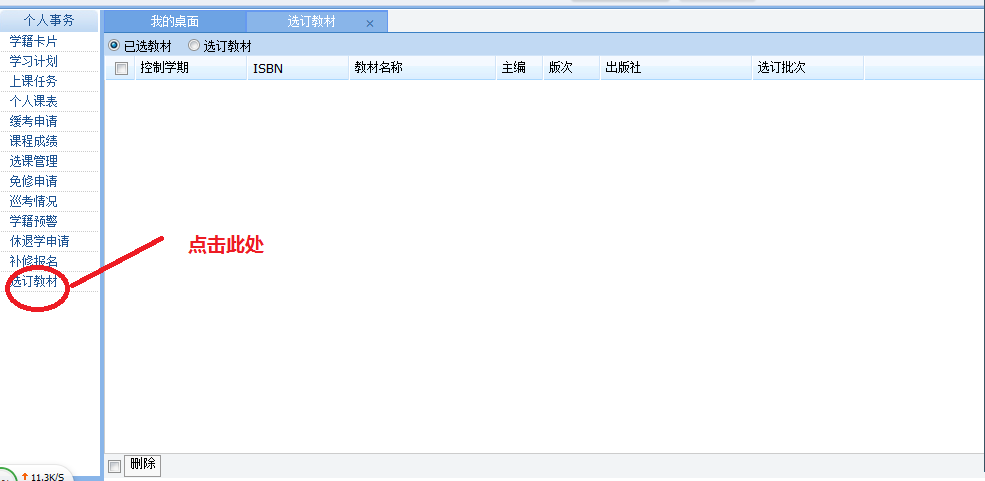 个人事务
学籍卡片
学习计划
上课任务
个人课表
缓考申请
课程成绩
选课管理
免修申请
巡考情况
学籍预警
休退学申请
补修报名
选订教材
11.3K/S
我的桌面 选订教材 ×
已选教材 选订教材
控制学期 ISBN 教材名称 主编 版次 出版社 选订批次
点击此处
删除